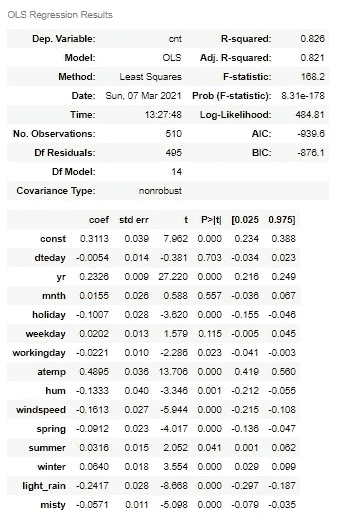 OLS Regression Results
Dep. Variable: cnt R-squared: 0.826
Model: OLS Adj. R-squared: 0.821
Method: Least Squares F-statistic: 168.2
Date: Sun, 07 Mar 2021 Prob (F-statistic): 8.31e-178
Time: 13:27:48 Log-Likelihood: 484.81
No. Observations: 510 AIC: -939.6
Df Residuals: 495 BIC: -876.1
Df Model: 14
Covariance Type: nonrobust
coef std err t P>|t| [0.025 0.975]
const 0.3113 0.039 7.962 0.000 0.234 0.388
dteday -0.0054 0.014 -0.381 0.703 -0.034 0.023
yr 0.2326 0.009 27.220 0.000 0.216 0.249
mnth 0.0155 0.026 0.588 0.557 -0.036 0.067
holiday -0.1007 0.028 -3.620 0.000 -0.155 -0.046
weekday 0.0202 0.013 1.579 0.115 -0.005 0.045
workingday -0.0221 0.010 -2.286 0.023 -0.041 -0.003
atemp 0.4895 0.036 13.706 0.000 0.419 0.560
hum -0.1333 0.040 -3.346 0.001 -0.212 -0.055
windspeed -0.1613 0.027 -5.944 0.000 -0.215 -0.108
spring -0.0912 0.023 -4.017 0.000 -0.136 -0.047
summer 0.0316 0.015 2.052 0.041 0.001 0.062
winter 0.0640 0.018 3.554 0.000 0.029 0.099
light_rain -0.2417 0.028 -8.668 0.000 -0.297 -0.187
misty -0.0571 0.011 -5.098 0.000 -0.079 -0.035